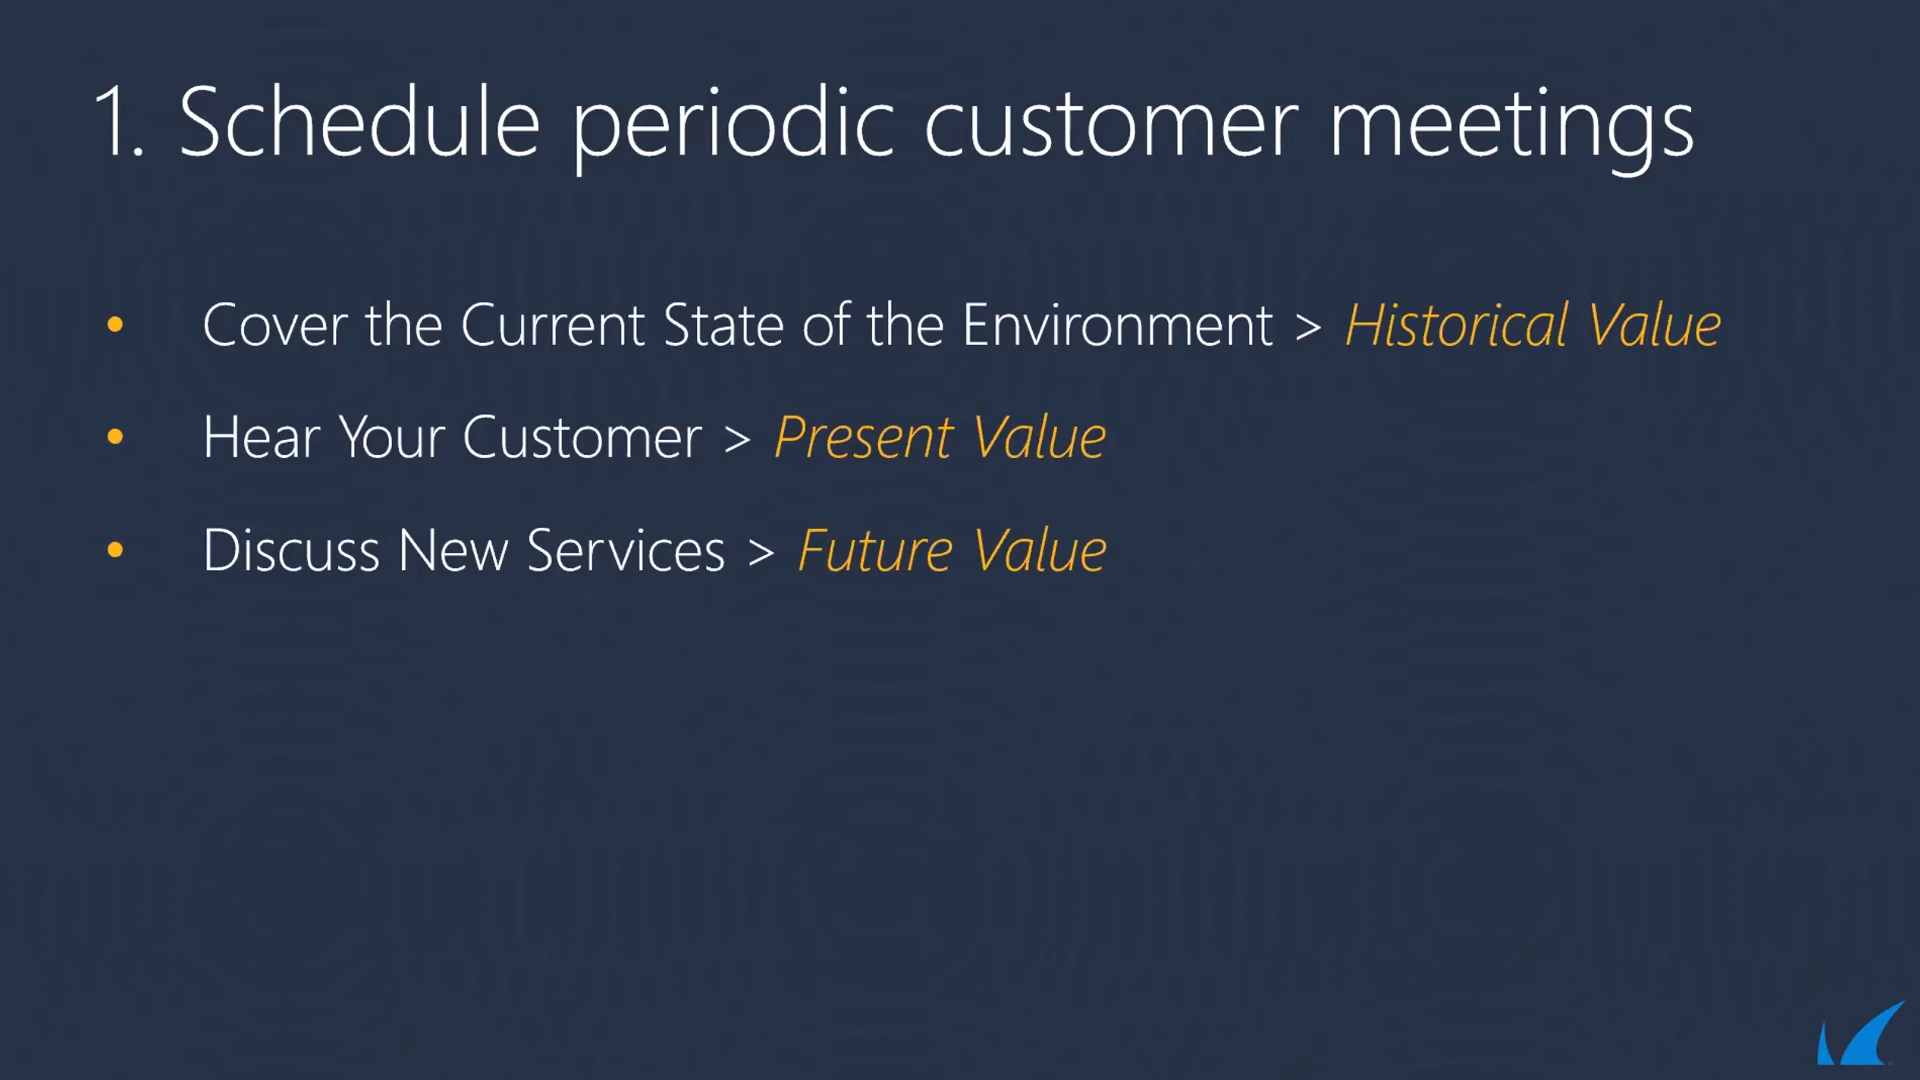 1. Schedule periodic customer meetings
• Cover the Current State of the Environment > Historical Value
• Hear Your Customer > Present Value
• Discuss New Services > Future Value